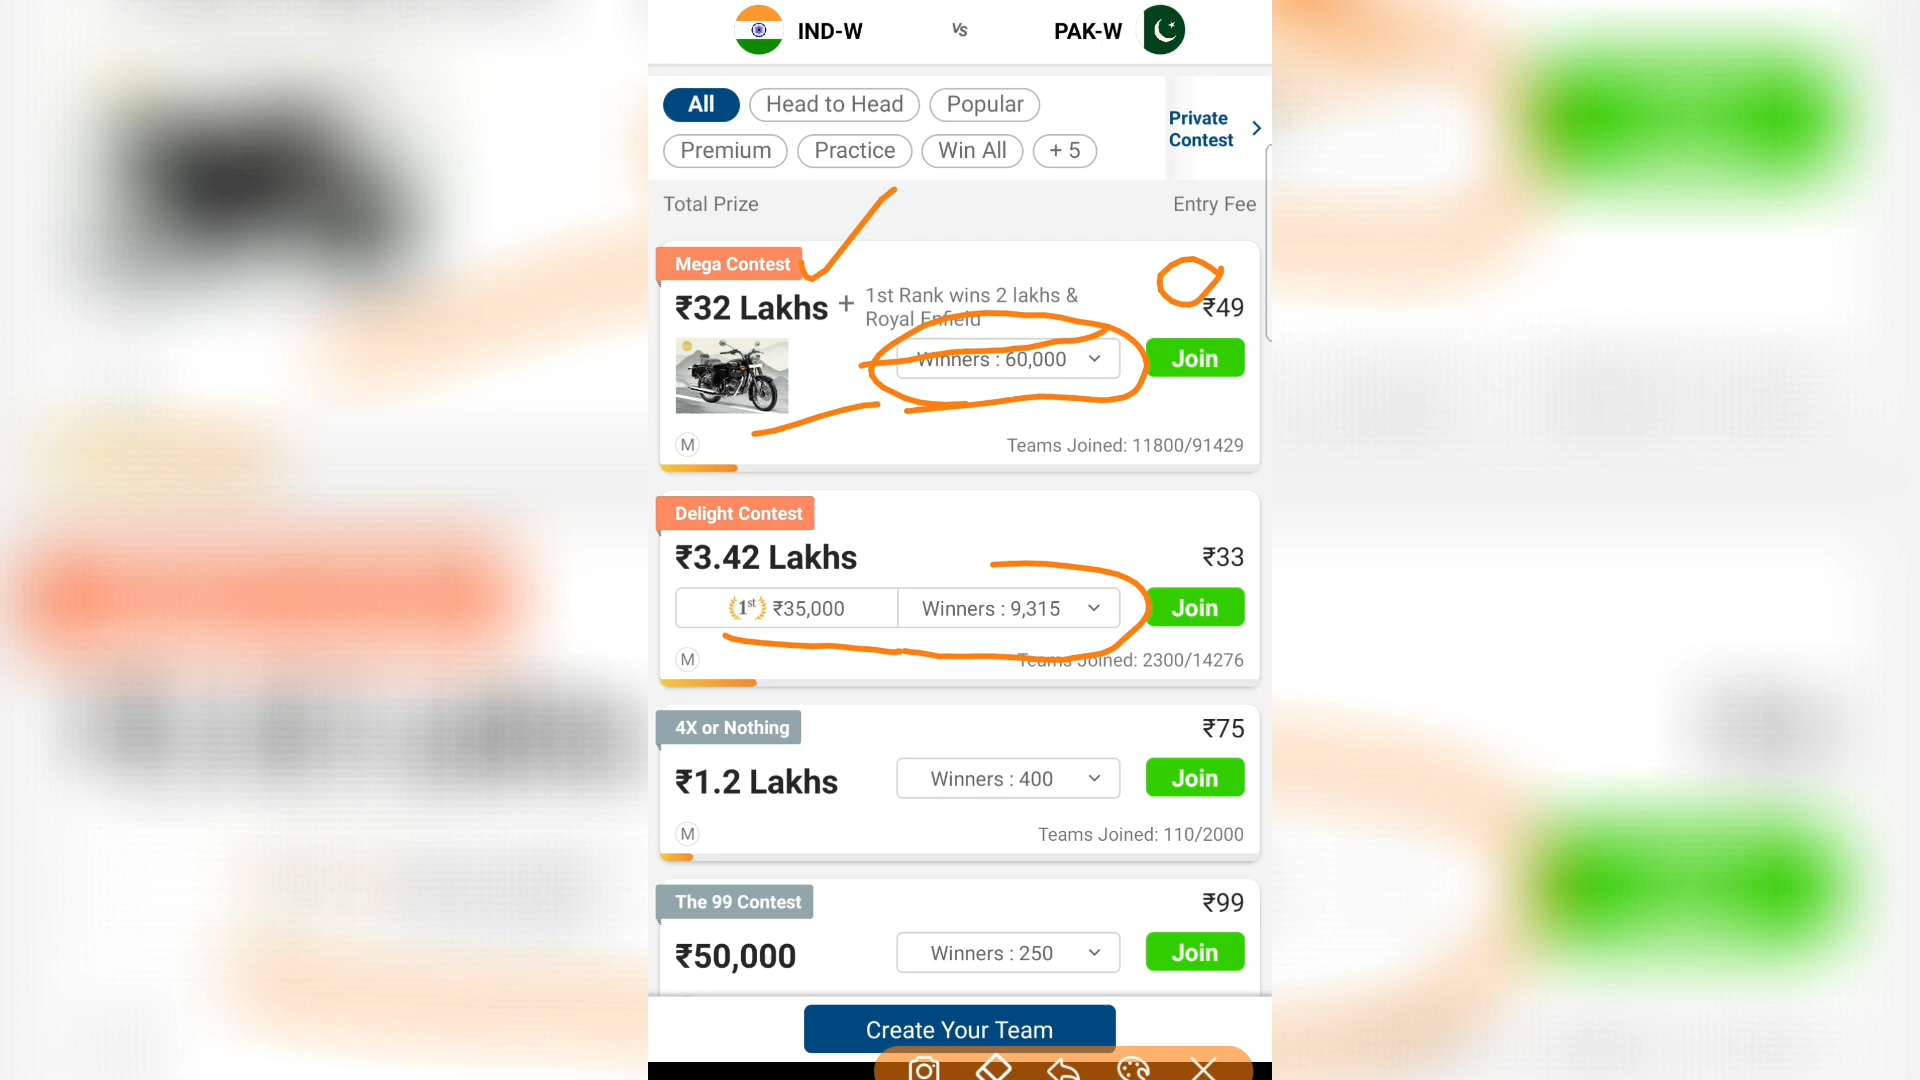 IND-W Vs PAK-W
All Head to Head Popular
Premium Practice Win All + 5
Private
Contest
Total Prize Entry Fee
Mega Contest
₹32 Lakhs + 1st Rank wins 2 lakhs &
Royal Enfield
₹49
Winners : 60,000 Join
M Teams Joined: 11800/91429
Delight Contest
₹3.42 Lakhs ₹33
1st ₹35,000 Winners : 9,315 Join
M Teams Joined: 2300/14276
4X or Nothing ₹75
₹1.2 Lakhs Winners : 400 Join
M Teams Joined: 110/2000
The 99 Contest ₹99
₹50,000 Winners : 250 Join
Create Your Team